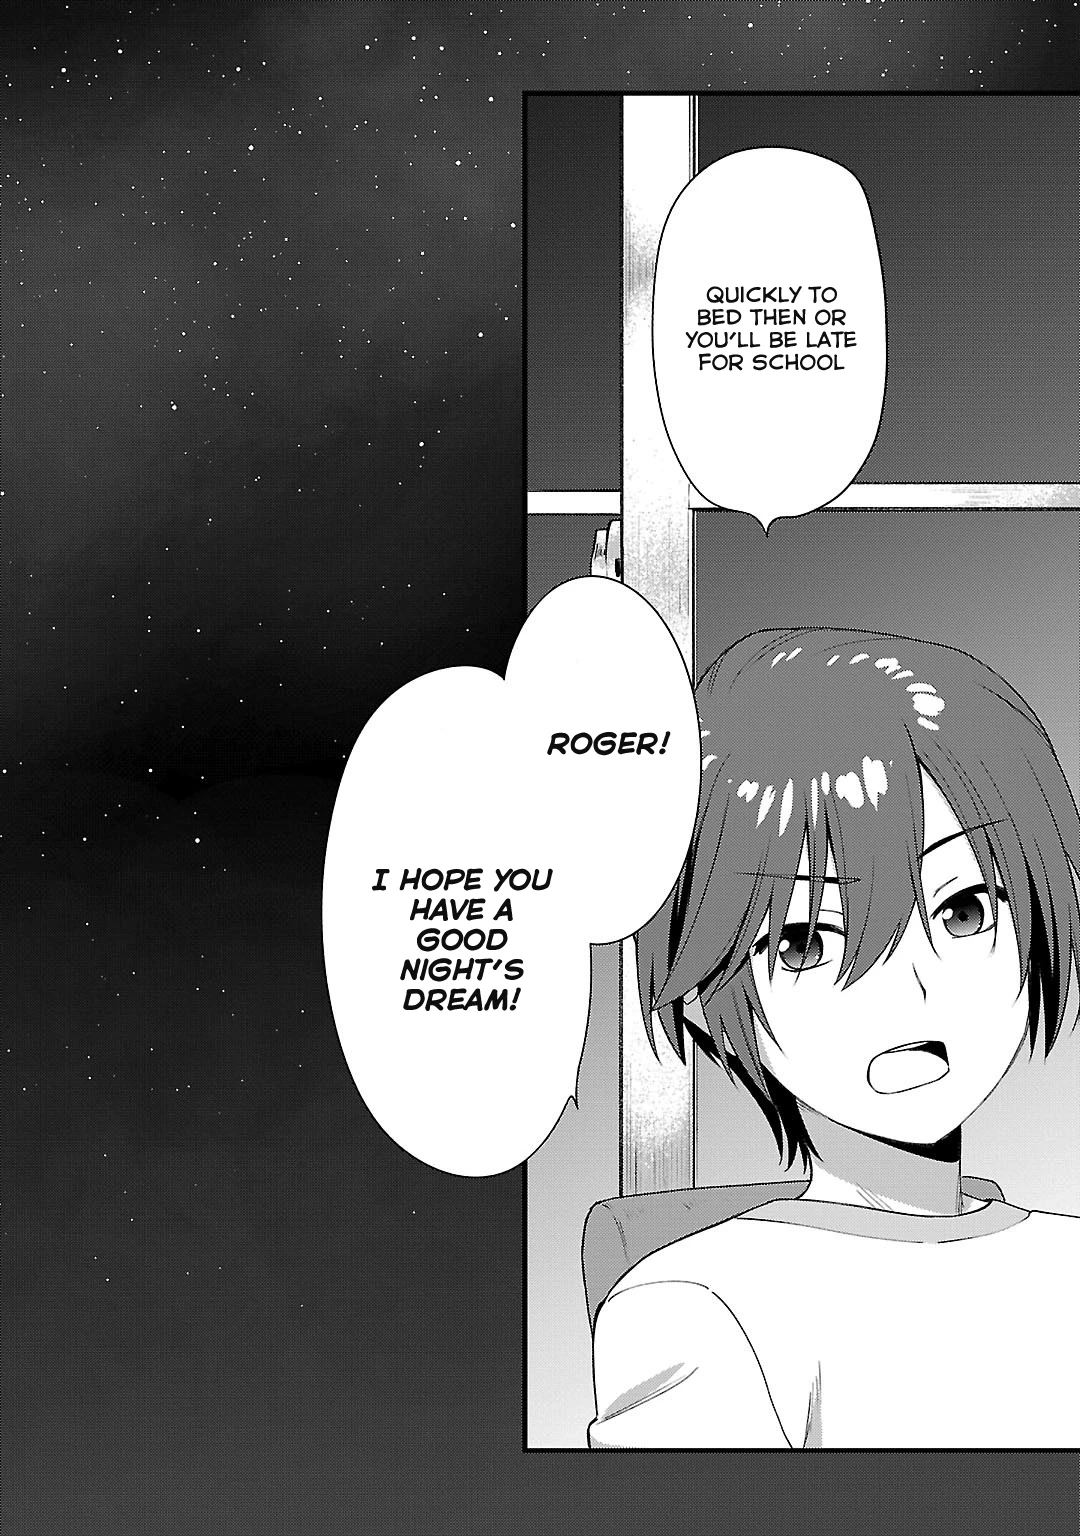 QUICKLY TO
BED THEN OR
YOU'LL BE LATE
FOR SCHOOL
ROGER!
I HOPE YOU
HAVE A
GOOD
NIGHT'S
DREAM!